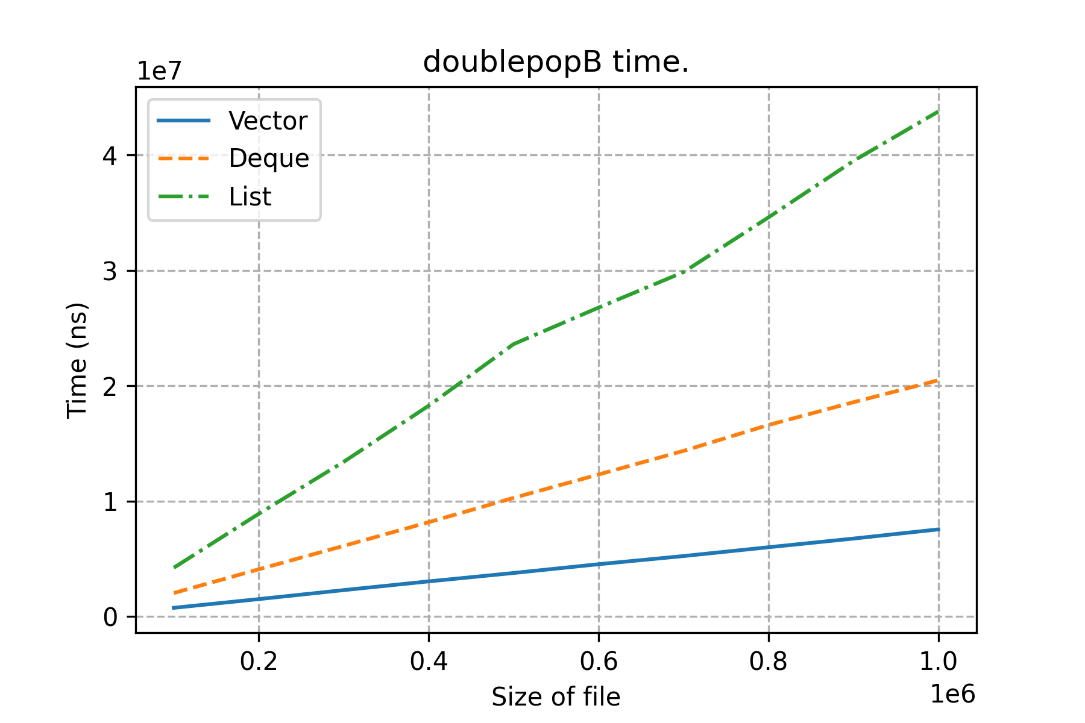 doublepopB time.
1e7
Vector
Deque
List
4
3
2
1
0
Time (ns)
0.2 0.4 0.6 0.8 1.0
Size of file
1e6